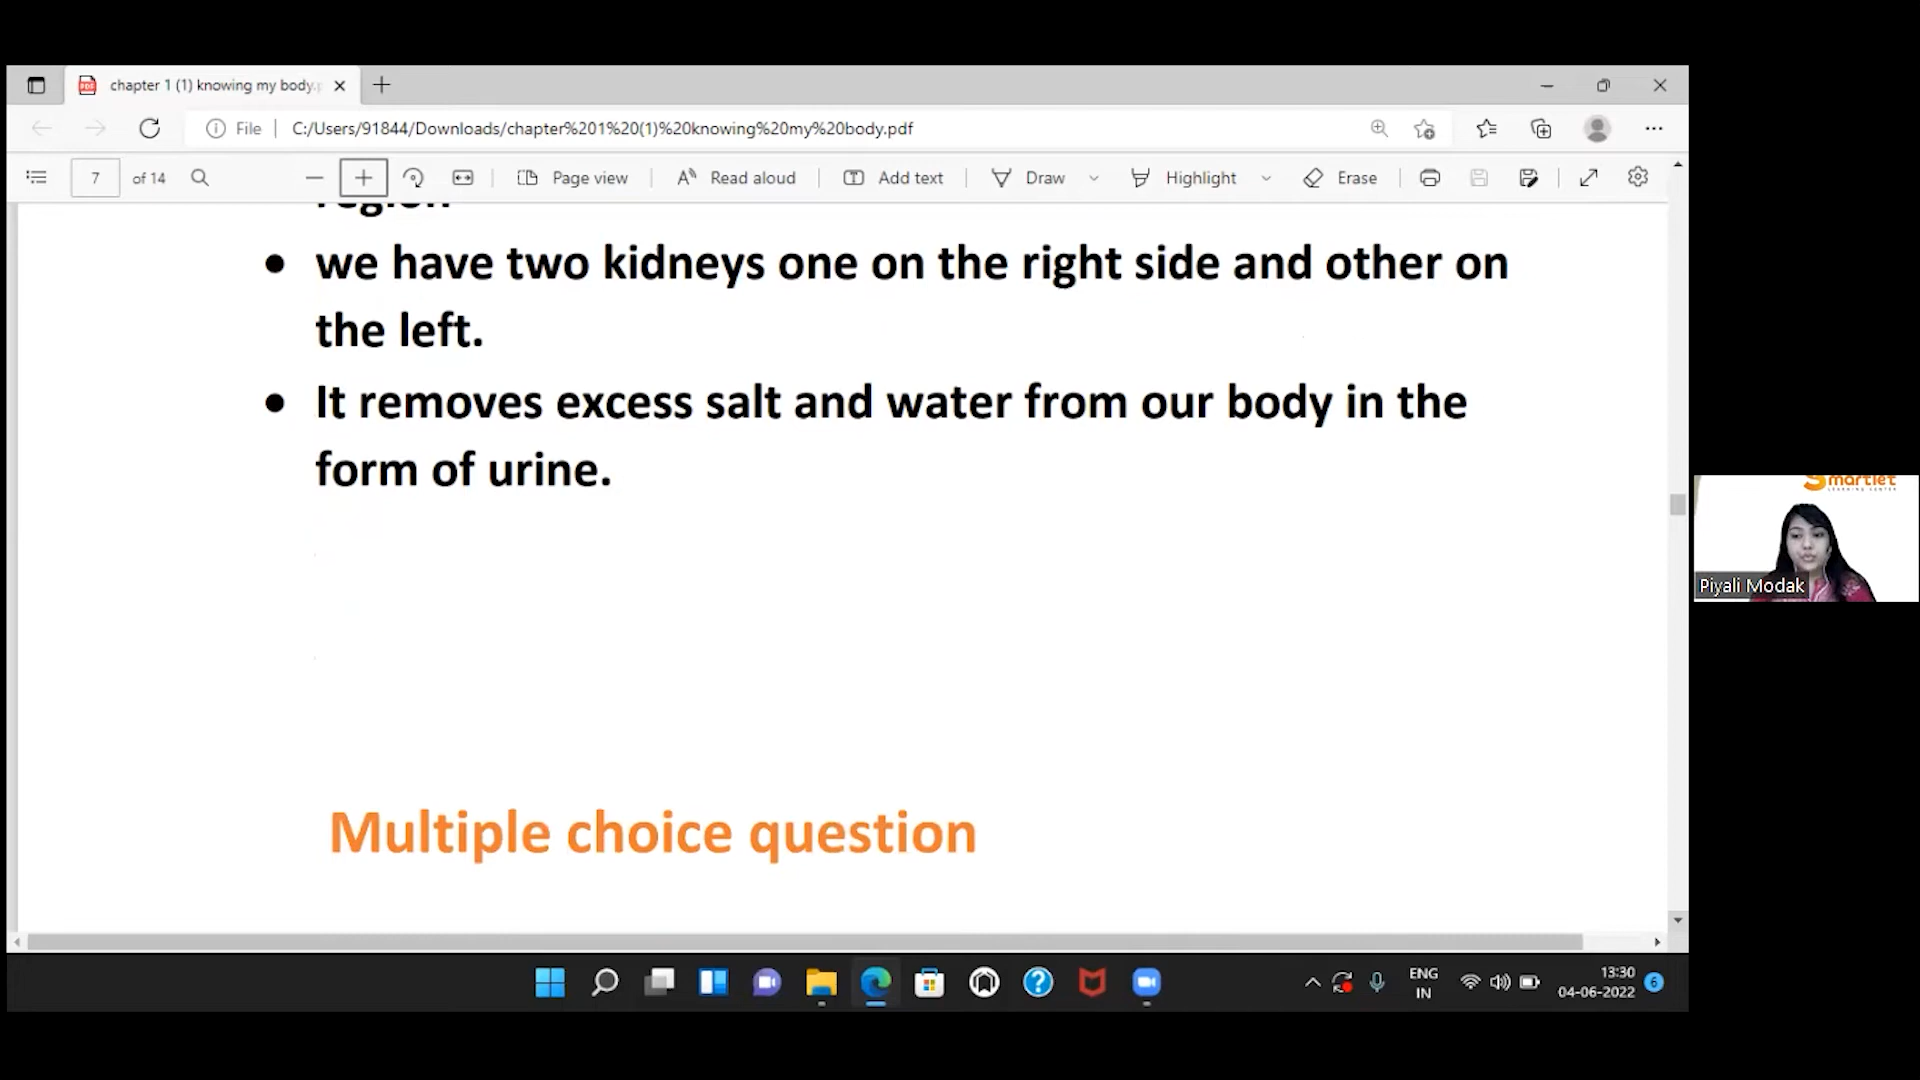 chapter 1 (1) knowing my body.p
File
C:/Users/91844/Downloads/chapter%201%20(1)%20knowing%20my%20body.pdf
7 of 14
Page view
Read aloud
Add text
Draw
Highlight
Erase
region
• we have two kidneys one on the right side and other on
the left.
• It removes excess salt and water from our body in the
form of urine.
Multiple choice question
Smartlet
LEARNING CENTER
Piyali Modak
ENG
IN
13:30
04-06-2022
6